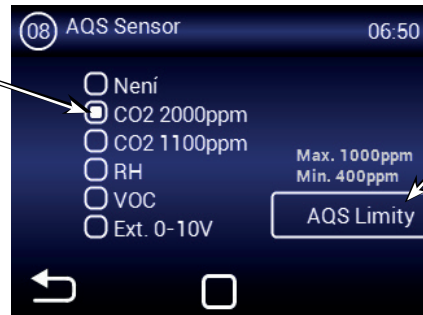 08 AQS Sensor 06:50
Není
CO2 2000ppm
CO2 1100ppm
RH
VOC
Ext. 0-10V
Max. 1000ppm
Min. 400ppm
AQS Limity